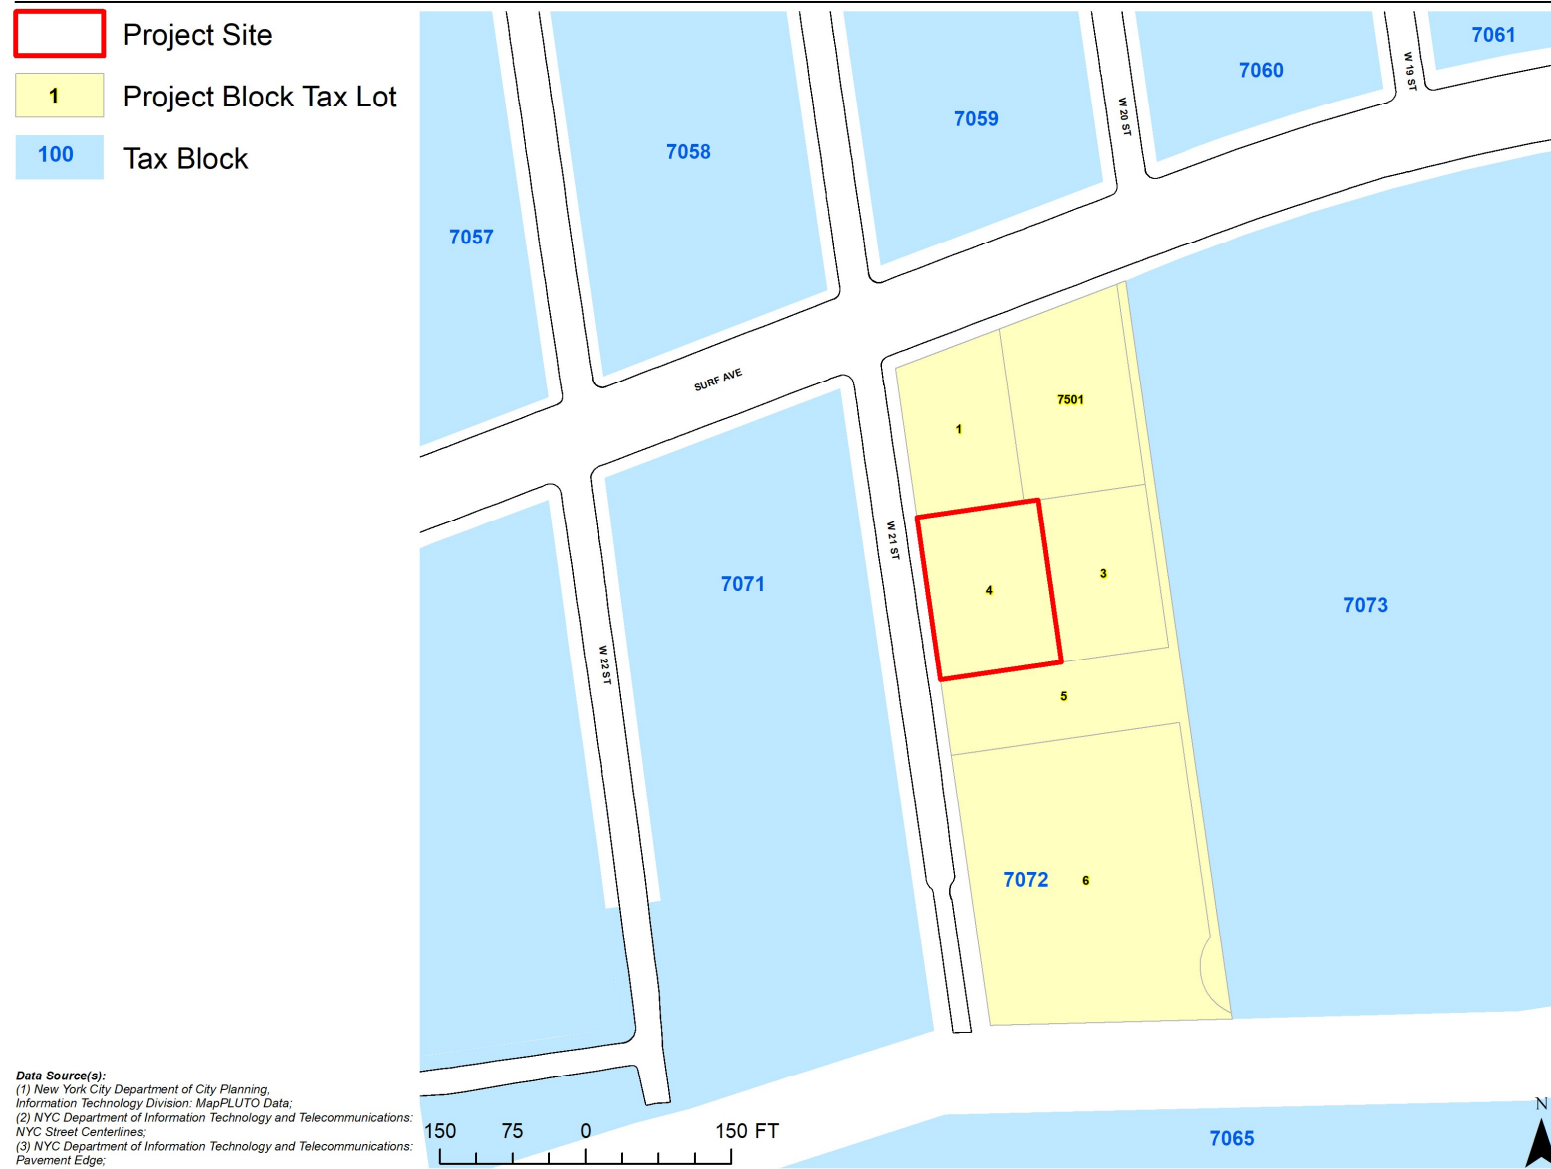 Project Site
1
Project Block Tax Lot
100
Tax Block
7061
7060
W 19 ST
7059
W 20 ST
7058
7057
SURF AVE
7501
1
W 21 ST
3
7071
4
7073
W 22 ST
5
7072
6
Data Source(s):
(1) New York City Department of City Planning,
Information Technology Division: MapPLUTO Data;
(2) NYC Department of Information Technology and Telecommunications:
NYC Street Centerlines;
(3) NYC Department of Information Technology and Telecommunications:
Pavement Edge;
150 75 0 150 FT
7065
N